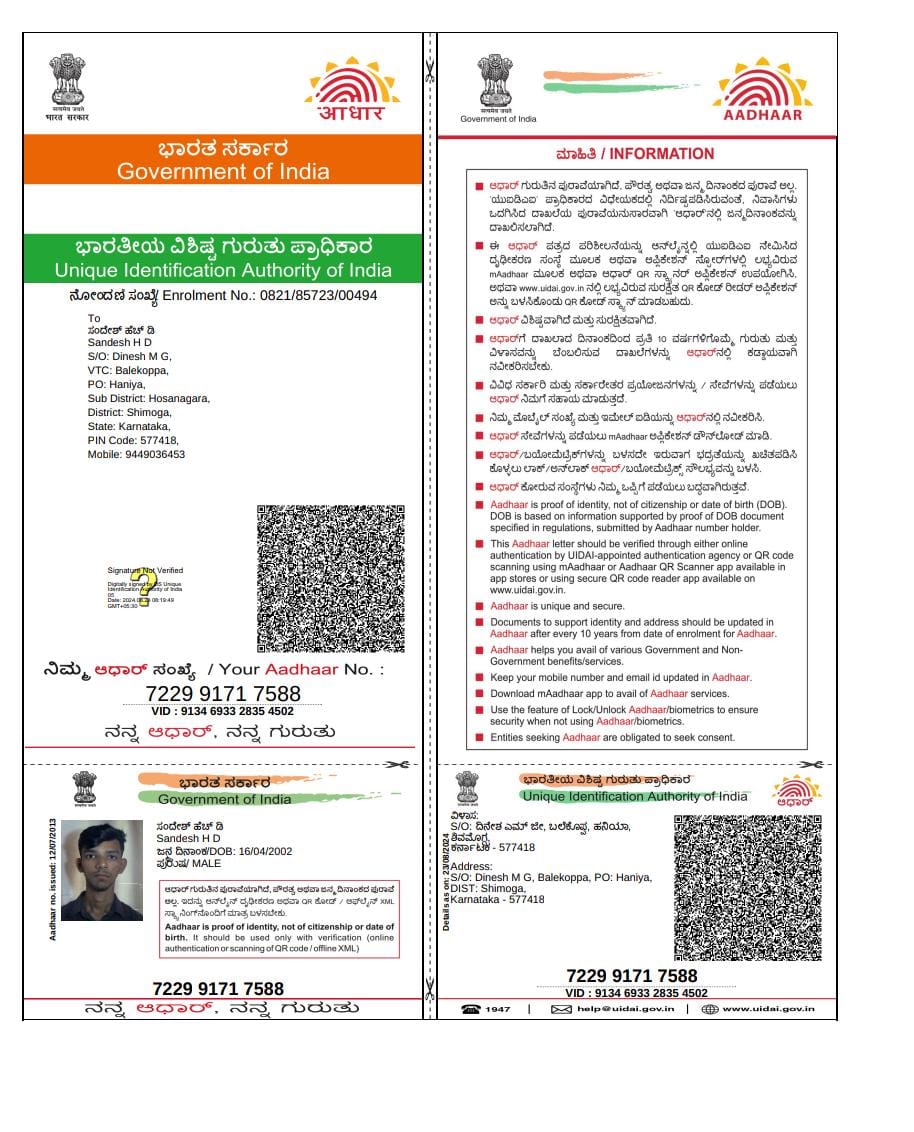 सत्यमेव जयते
भारत सरकार
आधार
ಭಾರತ ಸರ್ಕಾರ
Government of India
ಭಾರತೀಯ ವಿಶಿಷ್ಟ ಗುರುತು ಪ್ರಾಧಿಕಾರ
Unique Identification Authority of India
ನೋಂದಣಿ ಸಂಖ್ಯೆ/ Enrolment No.: 0821/85723/00494
To
ಸಂದೇಶ್ ಹೆಚ್ ಡಿ
Sandesh H D
S/O: Dinesh M G,
VTC: Balekoppa,
PO: Haniya,
Sub District: Hosanagara,
District: Shimoga,
State: Karnataka,
PIN Code: 577418,
Mobile: 9449036453
Signature Not Verified
Digitally signed by DS Unique
Identification Authority of India
05
Date: 2024.08.23 08:19:49
GMT+05:30
ನಿಮ್ಮ ಆಧಾರ್ ಸಂಖ್ಯೆ / Your Aadhaar No. :
7229 9171 7588
VID : 9134 6933 2835 4502
ನನ್ನ ಆಧಾರ್, ನನ್ನ ಗುರುತು
सत्यमेव जयते
Government of India
AADHAAR
ಮಾಹಿತಿ / INFORMATION
ಆಧಾರ್ ಗುರುತಿನ ಪುರಾವೆಯಾಗಿದೆ, ಪೌರತ್ವ ಅಥವಾ ಜನ್ಮ ದಿನಾಂಕದ ಪುರಾವೆ ಅಲ್ಲ.
'ಯುಐಡಿಎಐ' ಪ್ರಾಧಿಕಾರದ ವಿಧೇಯಕದಲ್ಲಿ ನಿರ್ದಿಷ್ಟಪಡಿಸಿರುವಂತೆ, ನಿವಾಸಿಗಳು
ಒದಗಿಸಿದ ದಾಖಲೆಯ ಪುರಾವೆಯನುಸಾರವಾಗಿ 'ಆಧಾರ್'ನಲ್ಲಿ ಜನ್ಮದಿನಾಂಕವನ್ನು
ದಾಖಲಿಸಲಾಗಿದೆ.
ಈ ಆಧಾರ್ ಪತ್ರದ ಪರಿಶೀಲನೆಯನ್ನು ಆನ್‌ಲೈನ್ನಲ್ಲಿ ಯುಐಡಿಎಐ ನೇಮಿಸಿದ
ದೃಢೀಕರಣ ಸಂಸ್ಥೆ ಮೂಲಕ ಅಥವಾ ಅಪ್ಲಿಕೇಶನ್ ಸ್ಟೋರ್‌ಗಳಲ್ಲಿ ಲಭ್ಯವಿರುವ
mAadhaar ಮೂಲಕ ಅಥವಾ ಆಧಾರ್ QR ಸ್ಕ್ಯಾನರ್ ಅಪ್ಲಿಕೇಶನ್ ಉಪಯೋಗಿಸಿ,
ಅಥವಾ www.uidai.gov.in ನಲ್ಲಿ ಲಭ್ಯವಿರುವ ಸುರಕ್ಷಿತ QR ಕೋಡ್ ರೀಡರ್ ಅಪ್ಲಿಕೇಶನ್
ಅನ್ನು ಬಳಸಿಕೊಂಡು QR ಕೋಡ್ ಸ್ಕ್ಯಾನ್ ಮಾಡಬಹುದು.
ಆಧಾರ್ ವಿಶಿಷ್ಟವಾಗಿದೆ ಮತ್ತು ಸುರಕ್ಷಿತವಾಗಿದೆ.
ಆಧಾರ್‌ಗೆ ದಾಖಲಾದ ದಿನಾಂಕದಿಂದ ಪ್ರತಿ 10 ವರ್ಷಗಳಿಗೊಮ್ಮೆ ಗುರುತು ಮತ್ತು
ವಿಳಾಸವನ್ನು ಬೆಂಬಲಿಸುವ ದಾಖಲೆಗಳನ್ನು ಆಧಾರ್‌ನಲ್ಲಿ ಕಡ್ಡಾಯವಾಗಿ
ನವೀಕರಿಸಬೇಕು.
ವಿವಿಧ ಸರ್ಕಾರಿ ಮತ್ತು ಸರ್ಕಾರೇತರ ಪ್ರಯೋಜನಗಳನ್ನು / ಸೇವೆಗಳನ್ನು ಪಡೆಯಲು
ಆಧಾರ್ ನಿಮಗೆ ಸಹಾಯ ಮಾಡುತ್ತದೆ.
ನಿಮ್ಮ ಮೊಬೈಲ್ ಸಂಖ್ಯೆ ಮತ್ತು ಇಮೇಲ್ ಐಡಿಯನ್ನು ಆಧಾರ್‌ನಲ್ಲಿ ನವೀಕರಿಸಿ.
ಆಧಾರ್ ಸೇವೆಗಳನ್ನು ಪಡೆಯಲು mAadhaar ಅಪ್ಲಿಕೇಶನ್ ಡೌನ್‌ಲೋಡ್ ಮಾಡಿ.
ಆಧಾರ್/ಬಯೋಮೆಟ್ರಿಕ್‌ಗಳನ್ನು ಬಳಸದೇ ಇರುವಾಗ ಭದ್ರತೆಯನ್ನು ಖಚಿತಪಡಿಸಿ
ಕೊಳ್ಳಲು ಲಾಕ್/ಅನ್‌ಲಾಕ್ ಆಧಾರ್/ಬಯೋಮೆಟ್ರಿಕ್ಸ್ ಸೌಲಭ್ಯವನ್ನು ಬಳಸಿ.
ಆಧಾರ್ ಕೋರುವ ಸಂಸ್ಥೆಗಳು ನಿಮ್ಮ ಒಪ್ಪಿಗೆ ಪಡೆಯಲು ಬದ್ಧವಾಗಿರುತ್ತವೆ.
Aadhaar is proof of identity, not of citizenship or date of birth (DOB).
DOB is based on information supported by proof of DOB document
specified in regulations, submitted by Aadhaar number holder.
This Aadhaar letter should be verified through either online
authentication by UIDAI-appointed authentication agency or QR code
scanning using mAadhaar or Aadhaar QR Scanner app available in
app stores or using secure QR code reader app available on
www.uidai.gov.in.
Aadhaar is unique and secure.
Documents to support identity and address should be updated in
Aadhaar after every 10 years from date of enrolment for Aadhaar.
Aadhaar helps you avail of various Government and Non-
Government benefits/services.
Keep your mobile number and email id updated in Aadhaar.
Download mAadhaar app to avail of Aadhaar services.
Use the feature of Lock/Unlock Aadhaar/biometrics to ensure
security when not using Aadhaar/biometrics.
Entities seeking Aadhaar are obligated to seek consent.
ಭಾರತ ಸರ್ಕಾರ
Government of India
Aadhaar no. issued: 12/07/2013
ಸಂದೇಶ್ ಹೆಚ್ ಡಿ
Sandesh H D
ಜನ್ಮ ದಿನಾಂಕ/DOB: 16/04/2002
ಪುರುಷ/ MALE
ಆಧಾರ್ ಗುರುತಿನ ಪುರಾವೆಯಾಗಿದೆ, ಪೌರತ್ವ ಅಥವಾ ಜನ್ಮ ದಿನಾಂಕದ ಪುರಾವೆ
ಅಲ್ಲ. ಇದನ್ನು ಆನ್‌ಲೈನ್ ದೃಢೀಕರಣ ಅಥವಾ QR ಕೋಡ್ / ಆಫ್‌ಲೈನ್ XML
ಸ್ಕ್ಯಾನಿಂಗ್‌ನೊಂದಿಗೆ ಮಾತ್ರ ಬಳಸಬೇಕು.
Aadhaar is proof of identity, not of citizenship or date of
birth. It should be used only with verification (online
authentication or scanning of QR code / offline XML)
7229 9171 7588
ನನ್ನ ಆಧಾರ್, ನನ್ನ ಗುರುತು
ಭಾರತೀಯ ವಿಶಿಷ್ಟ ಗುರುತು ಪ್ರಾಧಿಕಾರ
Unique Identification Authority of India
ಆಧಾರ್
Details as on: 23/08/2024
ವಿಳಾಸ:
S/O: ದಿನೇಶ ಎಮ್ ಜೀ, ಬಲೆಕೊಪ್ಪ, ಹನಿಯಾ,
ಶಿವಮೊಗ್ಗ,
ಕರ್ನಾಟಕ - 577418
Address:
S/O: Dinesh M G, Balekoppa, PO: Haniya,
DIST: Shimoga,
Karnataka - 577418
7229 9171 7588
VID : 9134 6933 2835 4502
1947 | help@uidai.gov.in | www.uidai.gov.in